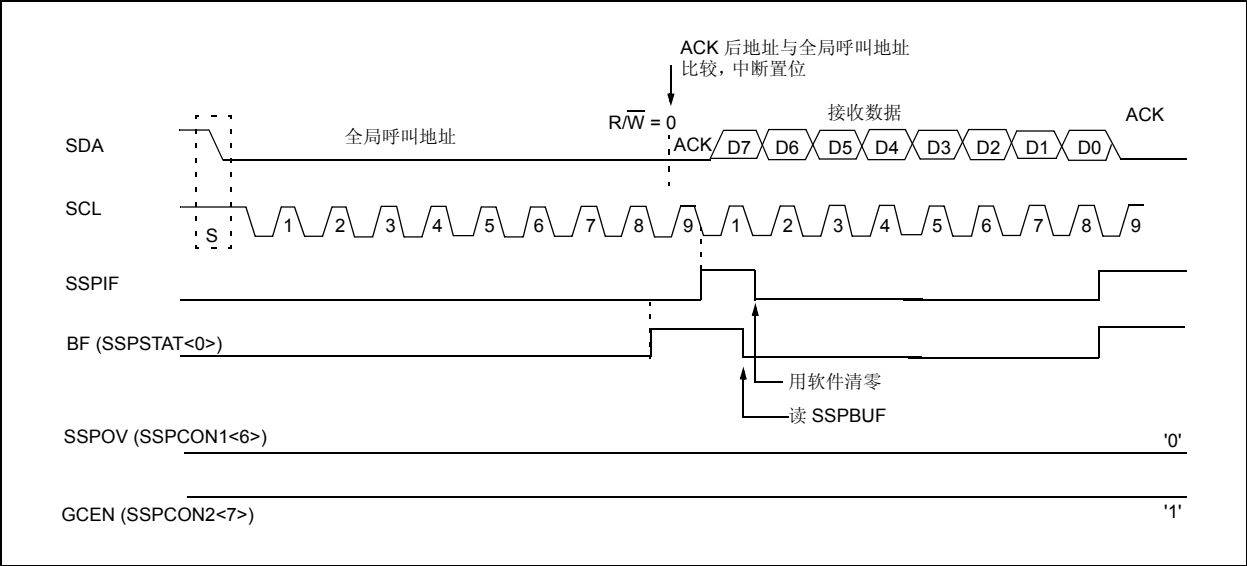 ACK 后地址与全局呼叫地址
比较，中断置位
R/W = 0
接收数据
ACK
SDA
全局呼叫地址
ACK
D7 D6 D5 D4 D3 D2 D1 D0
SCL
S
1 2 3 4 5 6 7 8 9 1 2 3 4 5 6 7 8 9
SSPIF
BF (SSPSTAT<0>)
用软件清零
读 SSPBUF
SSPOV (SSPCON1<6>)
'0'
GCEN (SSPCON2<7>)
'1'